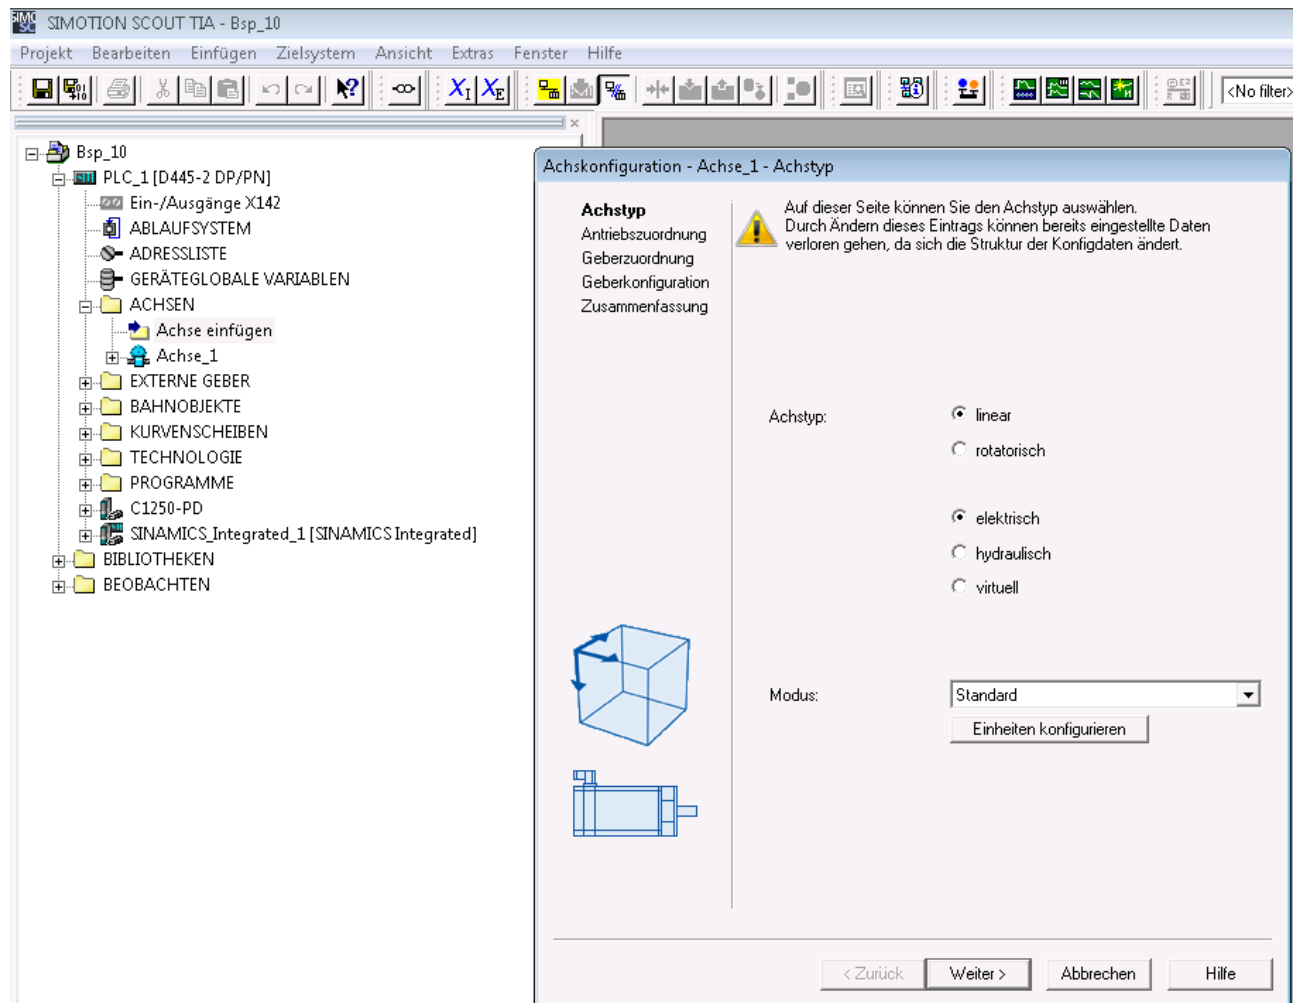 SIMOTION SCOUT TIA - Bsp_10
Projekt Bearbeiten Einfügen Zielsystem Ansicht Extras Fenster Hilfe
<No filter>
Bsp_10
PLC_1 [D445-2 DP/PN]
Ein-/Ausgänge X142
ABLAUFSYSTEM
ADRESSLISTE
GERÄTEGLOBALE VARIABLEN
ACHSEN
Achse einfügen
Achse_1
EXTERNE GEBER
BAHNOBJEKTE
KURVENSCHEIBEN
TECHNOLOGIE
PROGRAMME
C1250-PD
SINAMICS_Integrated_1 [SINAMICS Integrated]
BIBLIOTHEKEN
BEOBACHTEN
Achskonfiguration - Achse_1 - Achstyp
Achstyp
Antriebszuordnung
Geberzuordnung
Geberkonfiguration
Zusammenfassung
Auf dieser Seite können Sie den Achstyp auswählen.
Durch Ändern dieses Eintrags können bereits eingestellte Daten
verloren gehen, da sich die Struktur der Konfigdaten ändert.
Achstyp: linear
rotatorisch
elektrisch
hydraulisch
virtuell
Modus: Standard
Einheiten konfigurieren
< Zurück Weiter > Abbrechen Hilfe